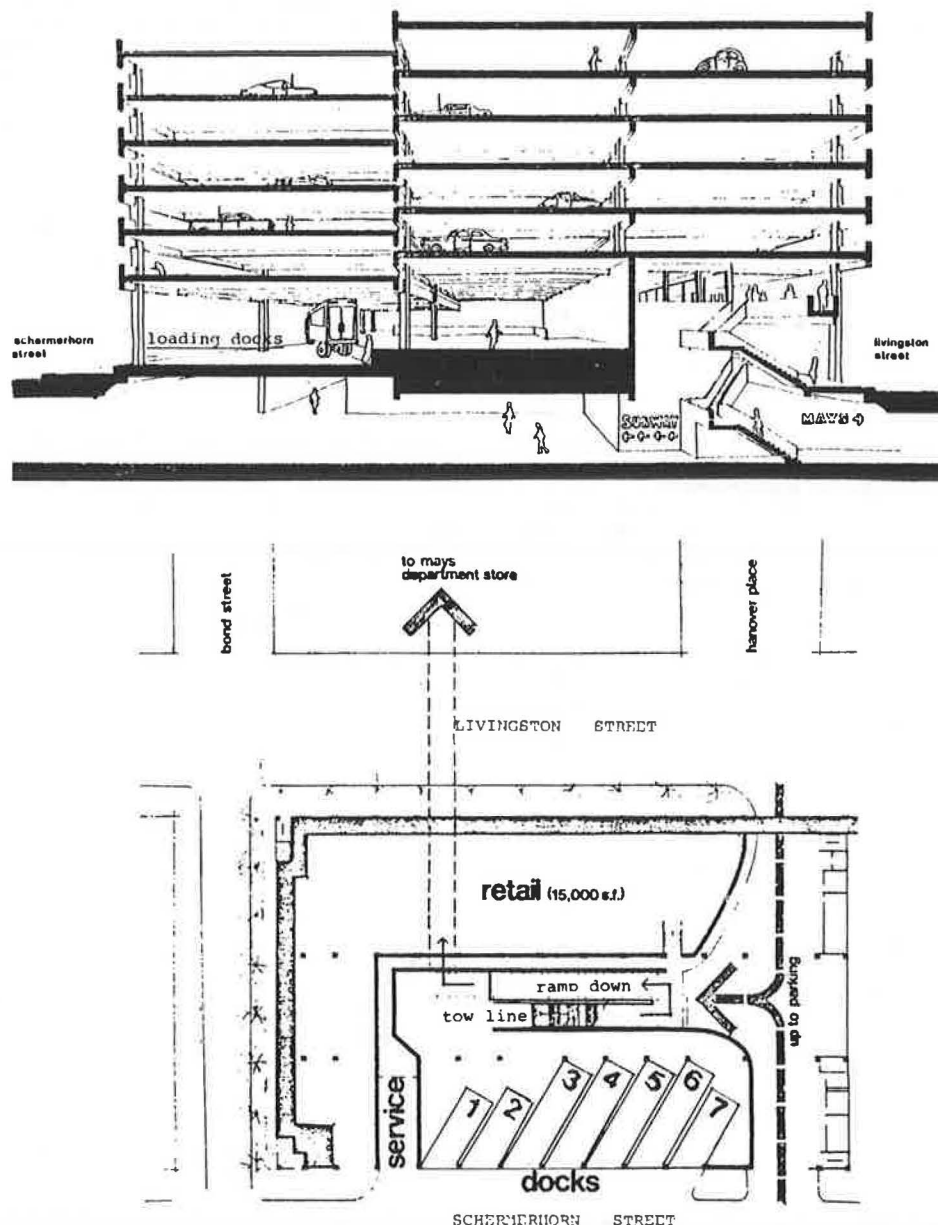 loading docks
schermerhorn
street
livingston
street
SUBWAY
MAYS
to mays
department store
bond street
hanover place
LIVINGSTON STREET
retail (15,000 s.f.)
ramp down
tow line
up to parking
service
1
2
3
4
5
6
7
docks
SCHERMERHORN STREET